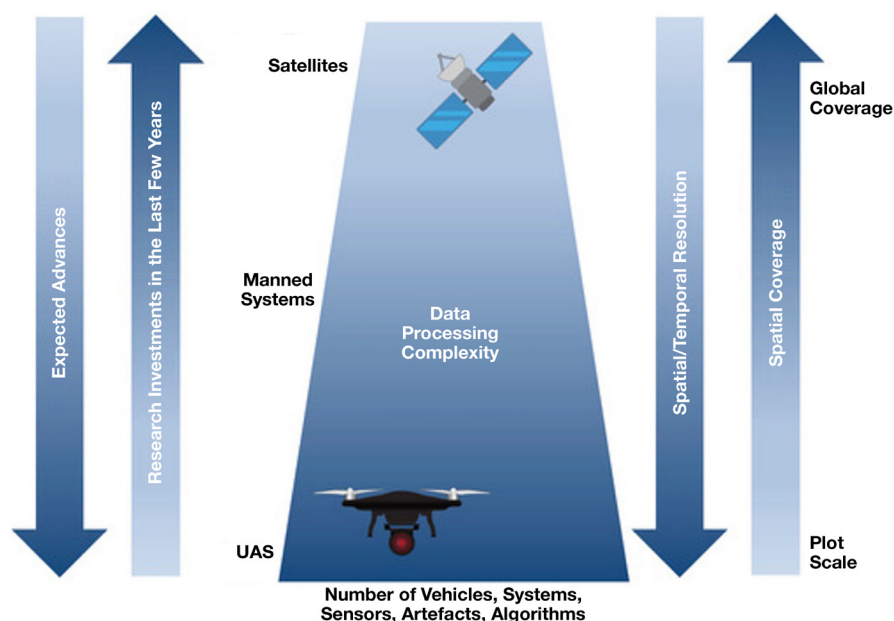 Expected Advances
Research Investments in the Last Few Years
Satellites
Manned
Systems
UAS
Data
Processing
Complexity
Number of Vehicles, Systems,
Sensors, Artefacts, Algorithms
Spatial/Temporal Resolution
Spatial Coverage
Global
Coverage
Plot
Scale